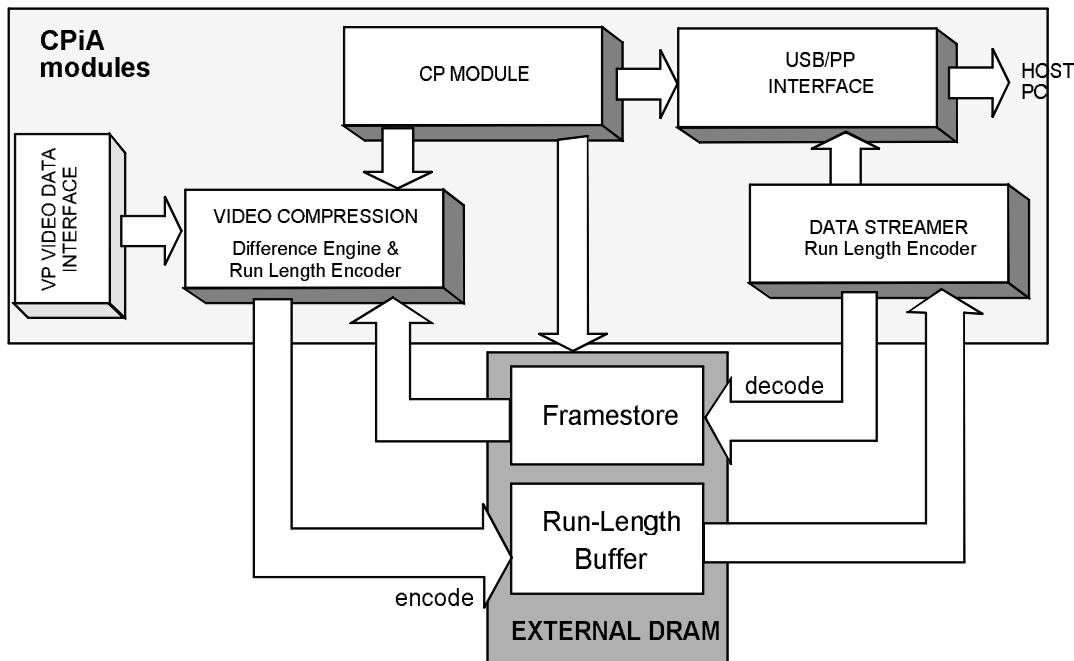 CPiA
modules
CP MODULE
USB/PP
INTERFACE
HOST
PC
VP VIDEO DATA
INTERFACE
VIDEO COMPRESSION
Difference Engine &
Run Length Encoder
DATA STREAMER
Run Length Encoder
decode
Framestore
Run-Length
Buffer
encode
EXTERNAL DRAM